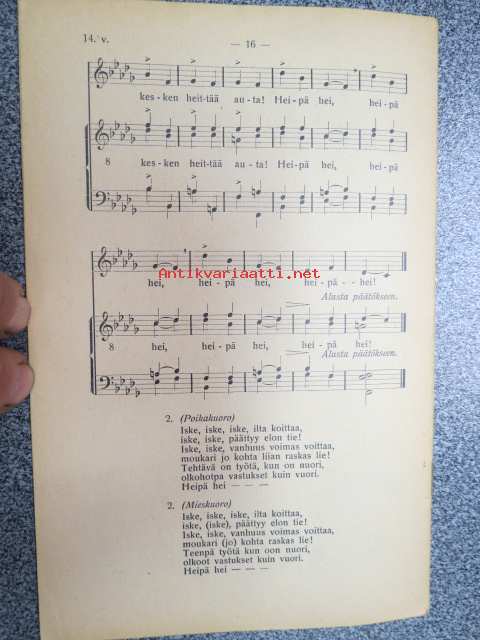 14. v.
— 16 —
kes-ken heit-tää au-ta! Hei-pä hei, hei-pä
8 kes-ken heit-tää au-ta! Hei-pä hei, hei-pä
Antikvariaatti.net
hei, hei-pä hei, hei-pä--hei!
Alusta päätökseen.
8 hei, hei-pä hei, hei-pä hei!
Alusta päätökseen.
2. (Poikakuoro)
Iske, iske, iske, ilta koittaa,
iske, iske, päättyy elon tie!
Iske, iske, vanhuus voimas voittaa,
moukari jo kohta liian raskas lie!
Tehtävä on työtä, kun on nuori,
olkohotpa vastukset kuin vuori.
Heipä hei — — —
2. (Mieskuoro)
Iske, iske, iske, ilta koittaa,
iske, (iske), päättyy elon tie!
Iske, iske, vanhuus voimas voittaa,
moukari (jo) kohta raskas lie!
Teenpä työtä kun oon nuori,
olkoot vastukset kuin vuori.
Heipä hei — — —